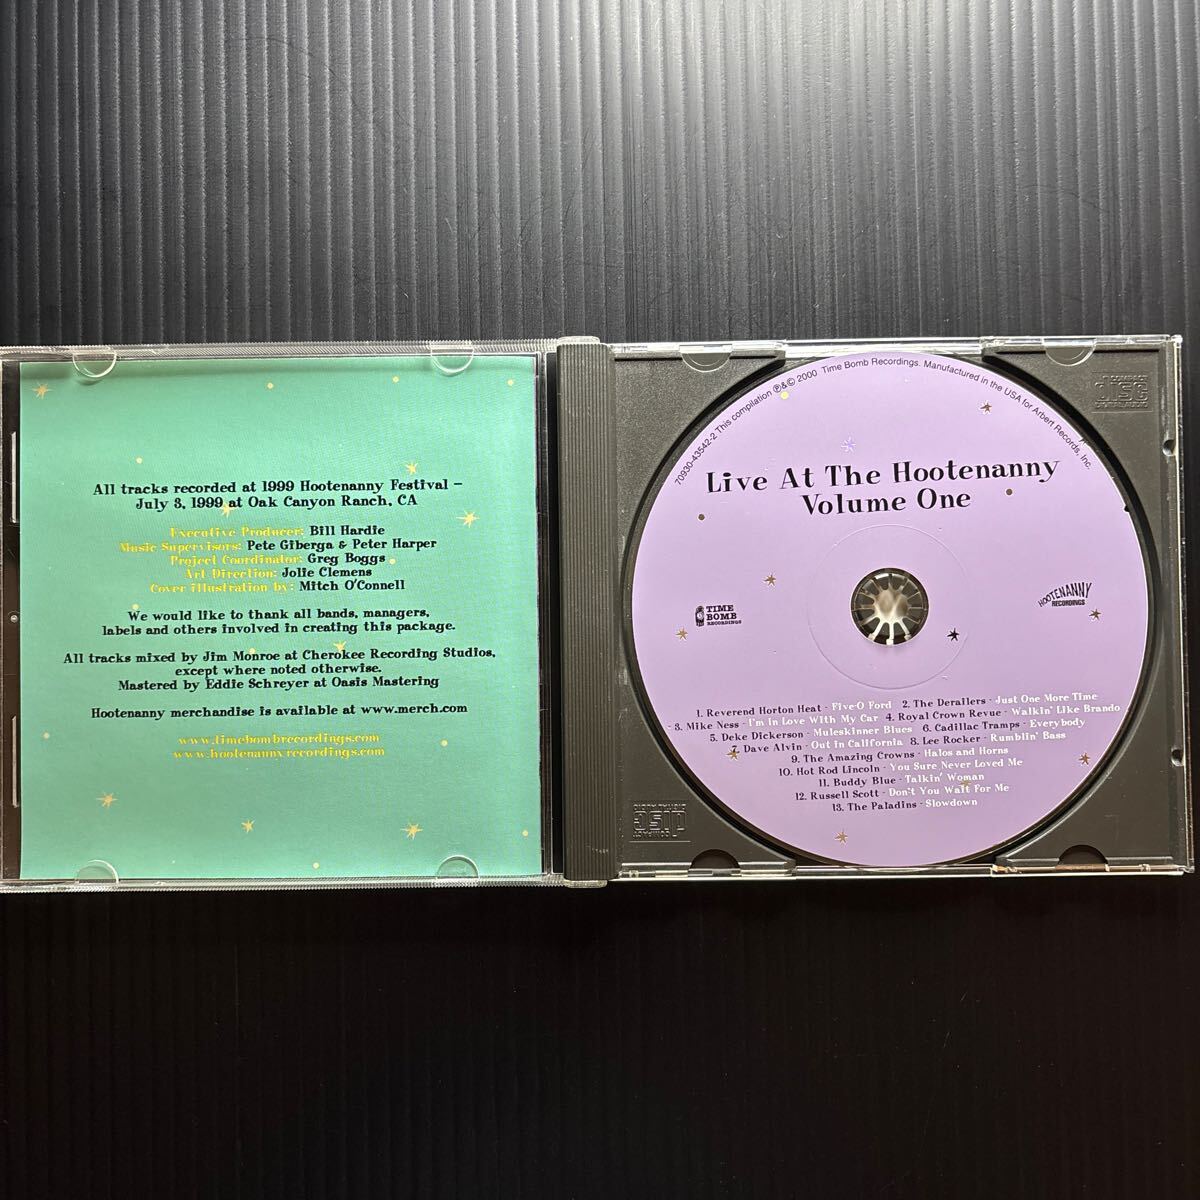 All tracks recorded at 1999 Hootenanny Festival –
July 3, 1999 at Oak Canyon Ranch, CA
Executive Producer: Bill Hardie
Music Supervisors: Pete Giberga & Peter Harper
Project Coordinator: Greg Boggs
Art Direction: Jolie Clemens
Cover illustration by: Mitch O'Connell
We would like to thank all bands, managers,
labels and others involved in creating this package.
All tracks mixed by Jim Monroe at Cherokee Recording Studios,
except where noted otherwise.
Mastered by Eddie Schreyer at Oasis Mastering
Hootenanny merchandise is available at www.merch.com
www.timebombrecordings.com
www.hootenannyrecordings.com
70930-43542-2 This compilation ℗&© 2000 Time Bomb Recordings. Manufactured in the USA for Arbert Records, Inc.
Live At The Hootenanny
Volume One
TIME
BOMB
RECORDINGS
HOOTENANNY
RECORDINGS
1. Reverend Horton Heat - Five-O Ford 2. The Derailers - Just One More Time
3. Mike Ness - I'm in Love With My Car 4. Royal Crown Revue - Walkin' Like Brando
5. Deke Dickerson - Muleskinner Blues 6. Cadillac Tramps - Everybody
7. Dave Alvin - Out in California 8. Lee Rocker - Rumblin' Bass
9. The Amazing Crowns - Halos and Horns
10. Hot Rod Lincoln - You Sure Never Loved Me
11. Buddy Blue - Talkin' Woman
12. Russell Scott - Don't You Wait For Me
13. The Paladins - Slowdown
COMPACT
DISC
DIGITAL AUDIO
COMPACT
DISC
DIGITAL AUDIO